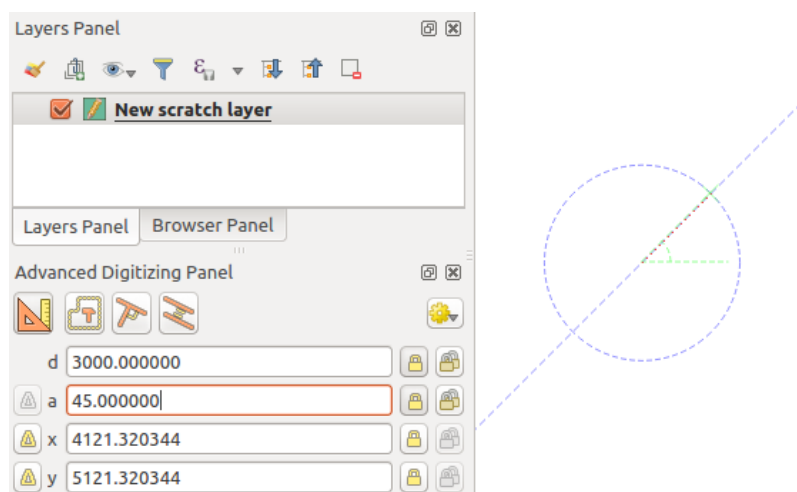 Layers Panel
New scratch layer
Layers Panel
Browser Panel
Advanced Digitizing Panel
d 3000.000000
a 45.000000
x 4121.320344
y 5121.320344